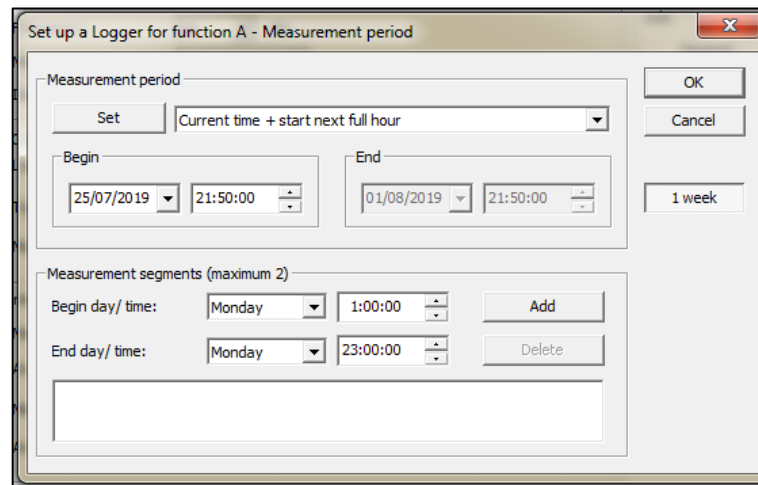 Set up a Logger for function A - Measurement period
Measurement period
Set
Current time + start next full hour
OK
Cancel
Begin
End
25/07/2019 21:50:00
01/08/2019 21:50:00
1 week
Measurement segments (maximum 2)
Begin day/ time: Monday 1:00:00 Add
End day/ time: Monday 23:00:00 Delete